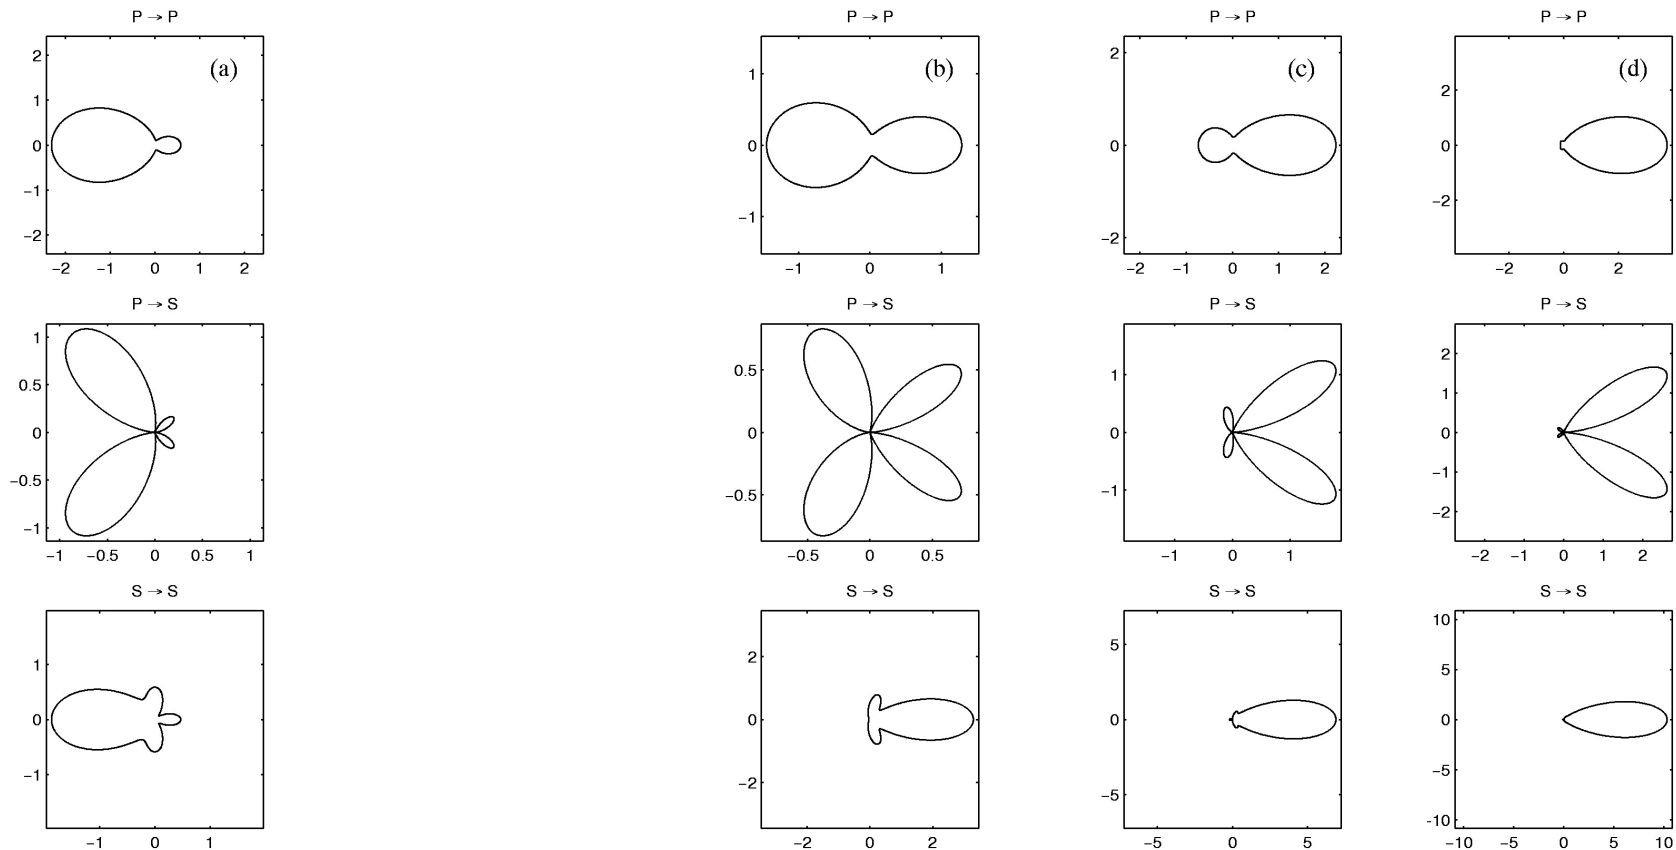 P → P P → P P → P P → P
(a) (b) (c) (d)
2 1 0 −1 −2
−2 −1 0 1 2
1 0 −1
−1 0 1
2 0 −2
−2 −1 0 1 2
2 0 −2
−2 0 2
P → S P → S P → S P → S
1 0.5 0 −0.5 −1
−1 −0.5 0 0.5 1
0.5 0 −0.5
−0.5 0 0.5
1 0 −1
−1 0 1
2 1 0 −1 −2
−2 −1 0 1 2
S → S S → S S → S S → S
1 0 −1
−1 0 1
2 0 −2
−2 0 2
5 0 −5
−5 0 5
10 5 0 −5 -10
-10 −5 0 5 10